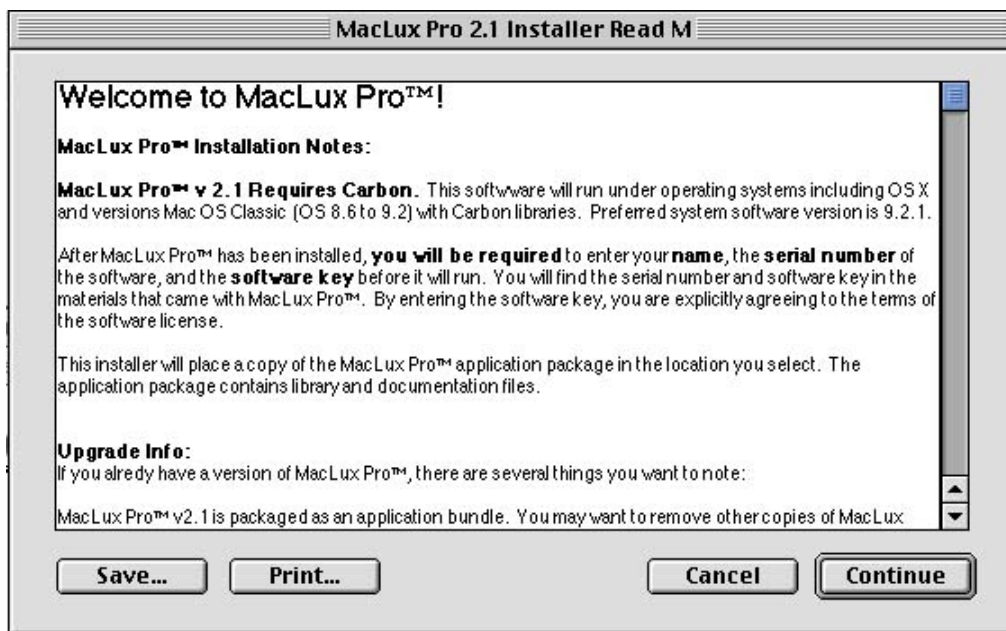 MacLux Pro 2.1 Installer Read M
Welcome to MacLux Pro™!
MacLux Pro™ Installation Notes:
MacLux Pro™ v 2.1 Requires Carbon. This software will run under operating systems including OS X
and versions Mac OS Classic (OS 8.6 to 9.2) with Carbon libraries. Preferred system software version is 9.2.1.
After MacLux Pro™ has been installed, you will be required to enter your name, the serial number of
the software, and the software key before it will run. You will find the serial number and software key in the
materials that came with MacLux Pro™. By entering the software key, you are explicitly agreeing to the terms of
the software license.
This installer will place a copy of the MacLux Pro™ application package in the location you select. The
application package contains library and documentation files.
Upgrade Info:
If you alredy have a version of MacLux Pro™, there are several things you want to note:
MacLux Pro™ v2.1 is packaged as an application bundle. You may want to remove other copies of MacLux
Save... Print... Cancel Continue